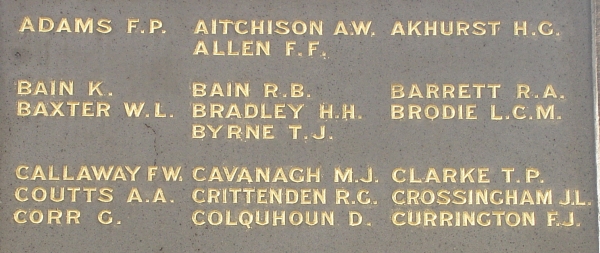 ADAMS F.P. AITCHISON A.W. AKHURST H.G.
ALLEN F.F.
BAIN K. BAIN R.B. BARRETT R.A.
BAXTER W.L. BRADLEY H.H. BRODIE L.C.M.
BYRNE T.J.
CALLAWAY F.W. CAVANAGH M.J. CLARKE T.P.
COUTTS A.A. CRITTENDEN R.G. CROSSINGHAM J.L.
CORR G. COLQUHOUN D. CURRINGTON F.J.